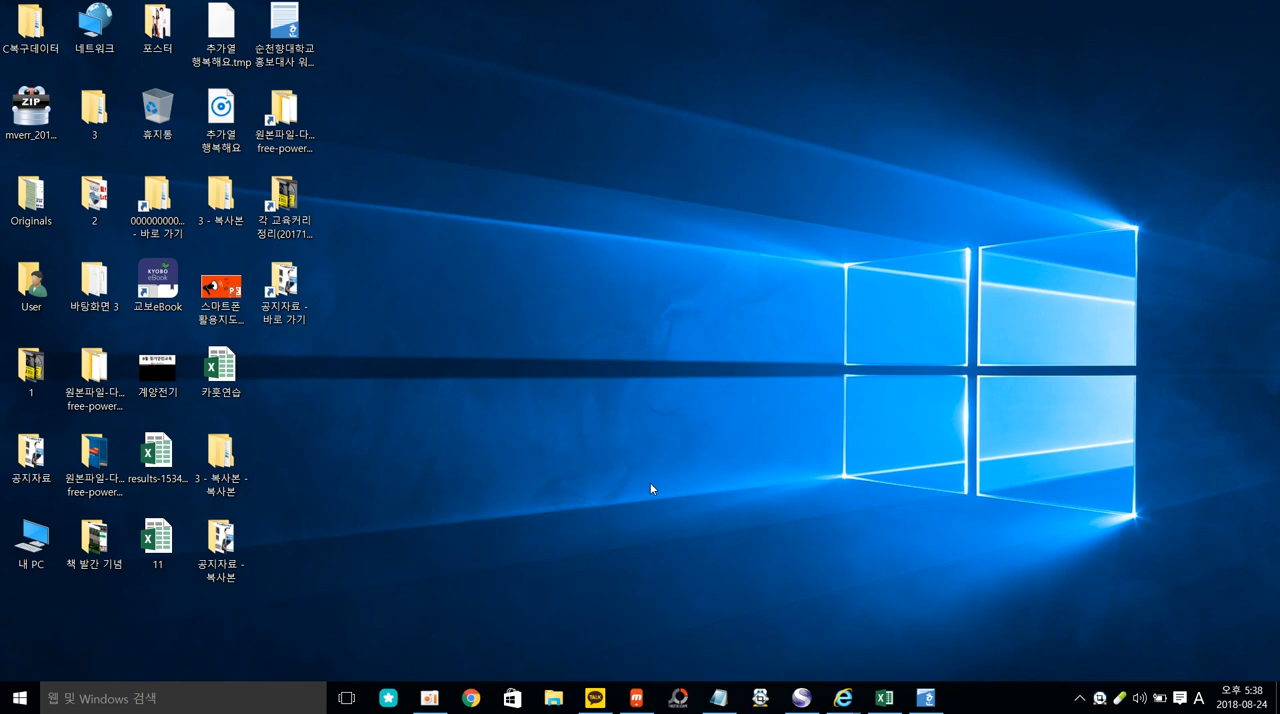 C복구데이터
네트워크
포스터
추가열
행복해요.tmp
순천향대학교
홍보대사 워...
ZIP
mverr_201...
3
휴지통
추가열
행복해요
원본파일-다...
free-power...
Originals
2
000000000...
- 바로 가기
3 - 복사본
각 교육커리
정리(20171...
User
바탕화면 3
KYOBO
eBook
교보eBook
스마트폰
활용지도...
공지자료 -
바로 가기
1
원본파일-다...
free-power...
계양전기
카훗연습
공지자료
원본파일-다...
free-power...
results-1534...
3 - 복사본 -
복사본
내 PC
책 발간 기념
11
공지자료 -
복사본
웹 및 Windows 검색
TALK
A
오후 5:38
2018-08-24